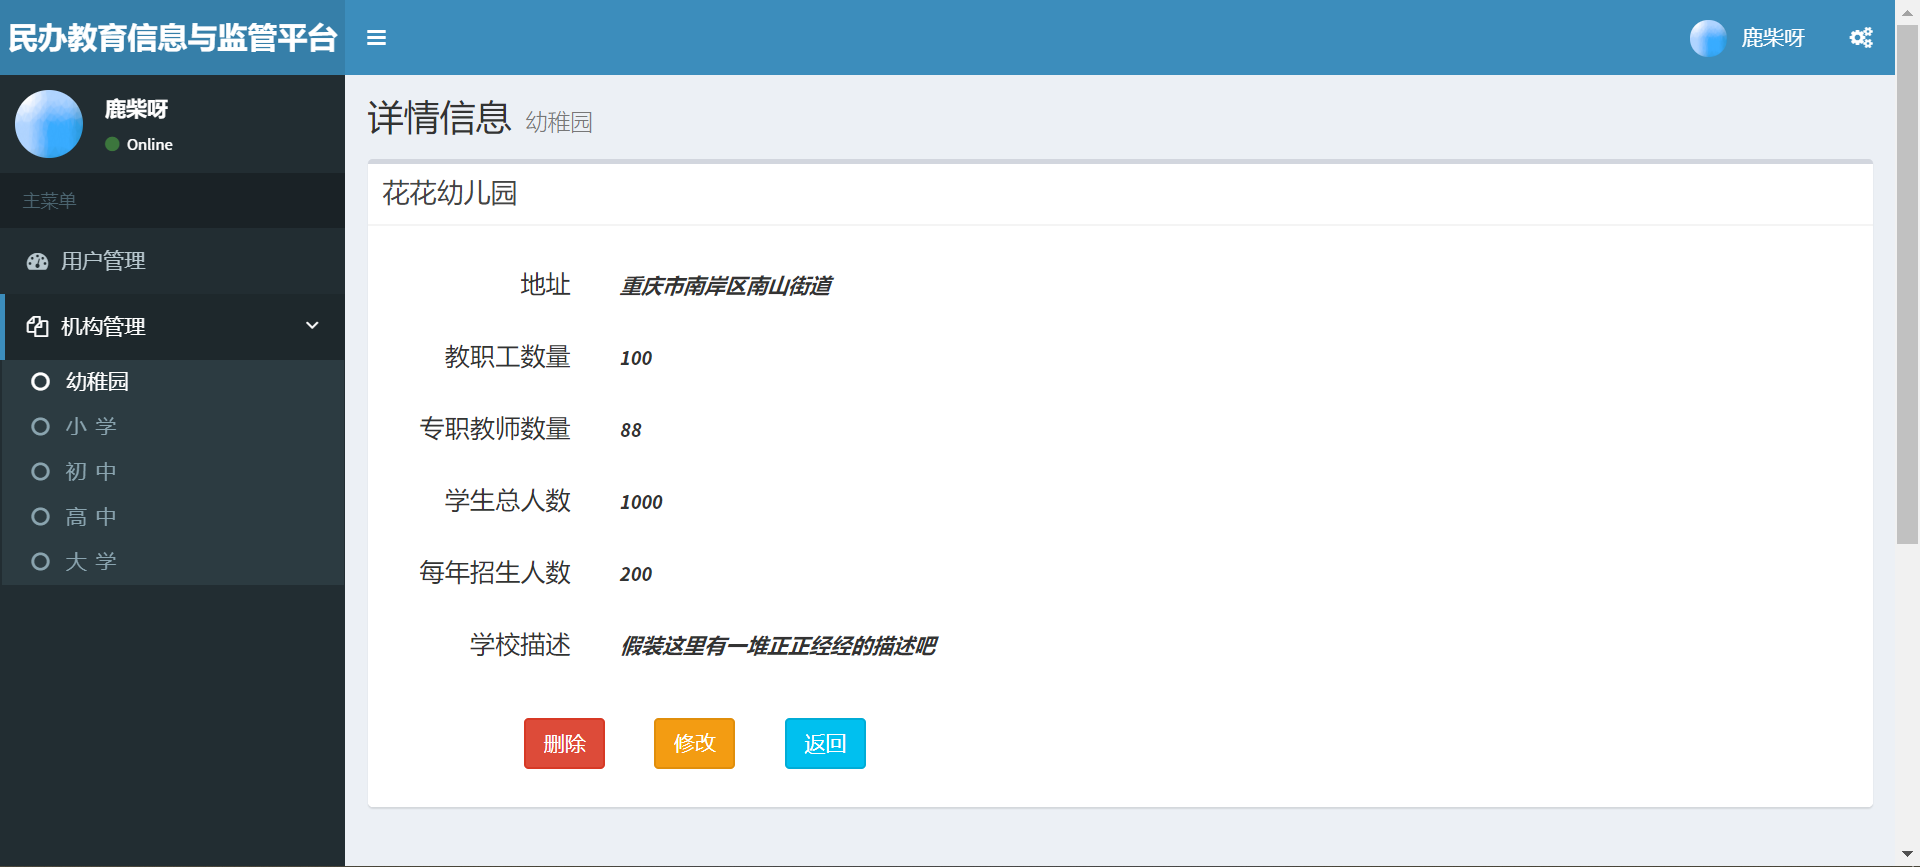 民办教育信息与监管平台
鹿柴呀
鹿柴呀
Online
主菜单
用户管理
机构管理
幼稚园
小 学
初 中
高 中
大 学
详情信息 幼稚园
花花幼儿园
地址 重庆市南岸区南山街道
教职工数量 100
专职教师数量 88
学生总人数 1000
每年招生人数 200
学校描述 假装这里有一堆正正经经的描述吧
删除 修改 返回